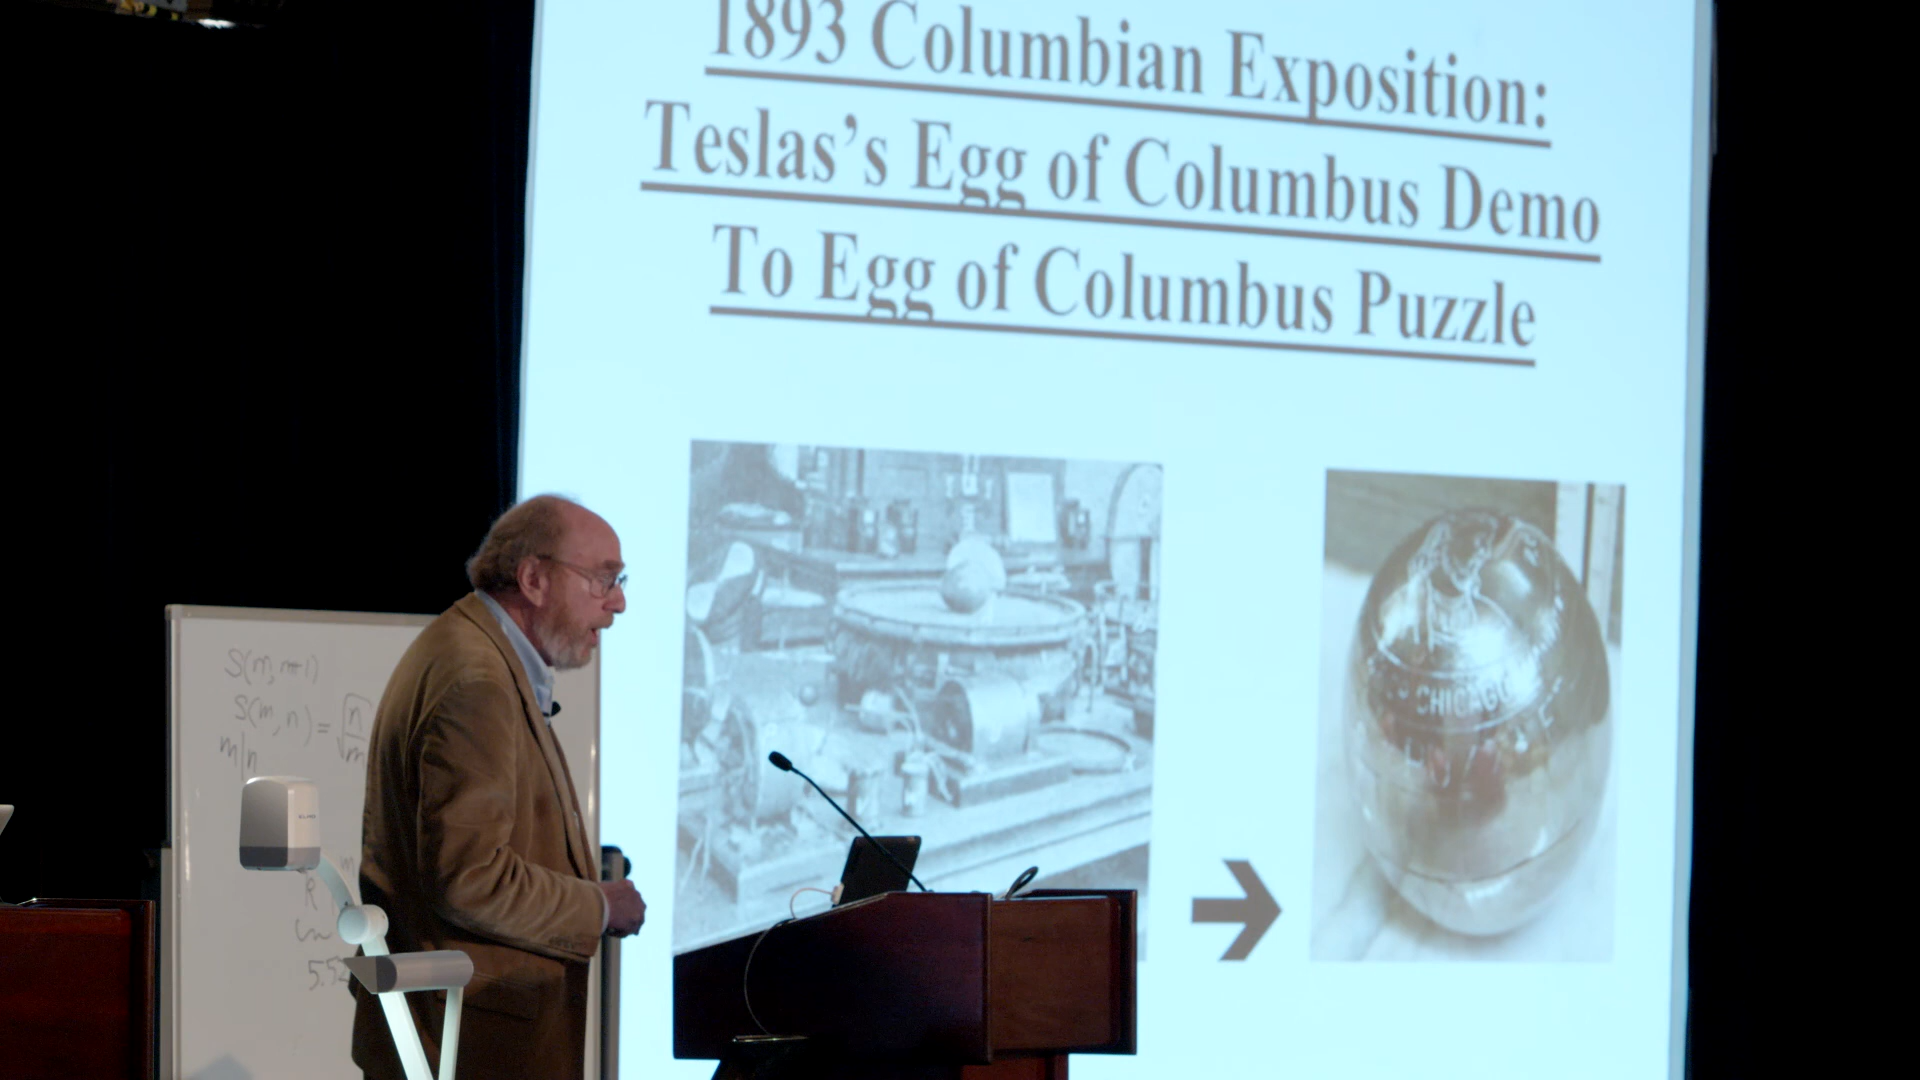 1893 Columbian Exposition:
Teslas's Egg of Columbus Demo
To Egg of Columbus Puzzle
CHICAGO
S(m, n+1)
S(m, n) = √n
m
m|n
m
R
5.52